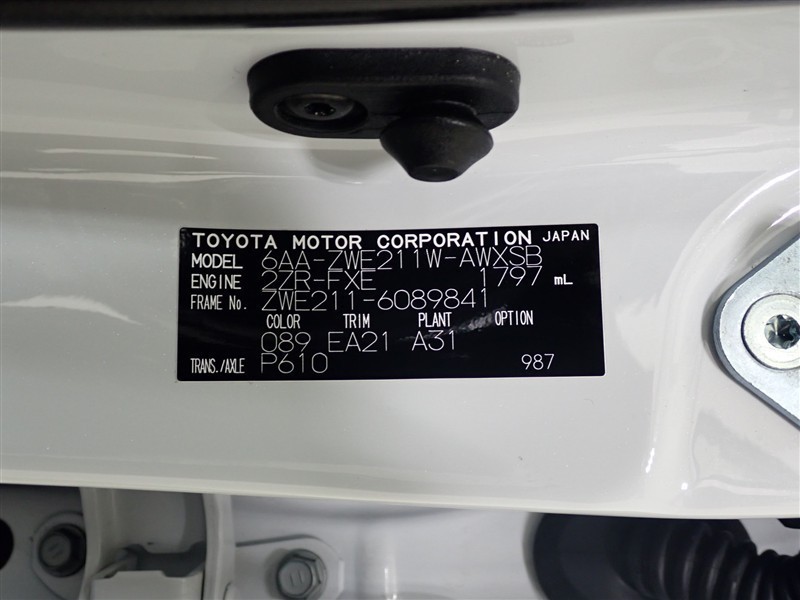 TOYOTA MOTOR CORPORATION JAPAN
MODEL 6AA-ZWE211W-AWXSB
ENGINE 2ZR-FXE 1797 mL
FRAME No. ZWE211-6089841
COLOR TRIM PLANT OPTION
089 EA21 A31
TRANS./AXLE P610 987